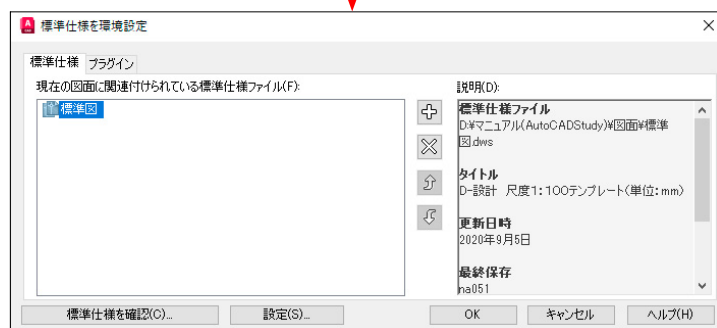 標準仕様を環境設定
標準仕様 プラグイン
現在の図面に関連付けられている標準仕様ファイル(F):
標準図
説明(D):
標準仕様ファイル
D:¥マニュアル(AutoCADStudy)¥図面¥標準
図.dws
タイトル
D-設計 尺度1:100テンプレート(単位:mm)
更新日時
2020年9月5日
最終保存
na051
標準仕様を確認(C)... 設定(S)... OK キャンセル ヘルプ(H)